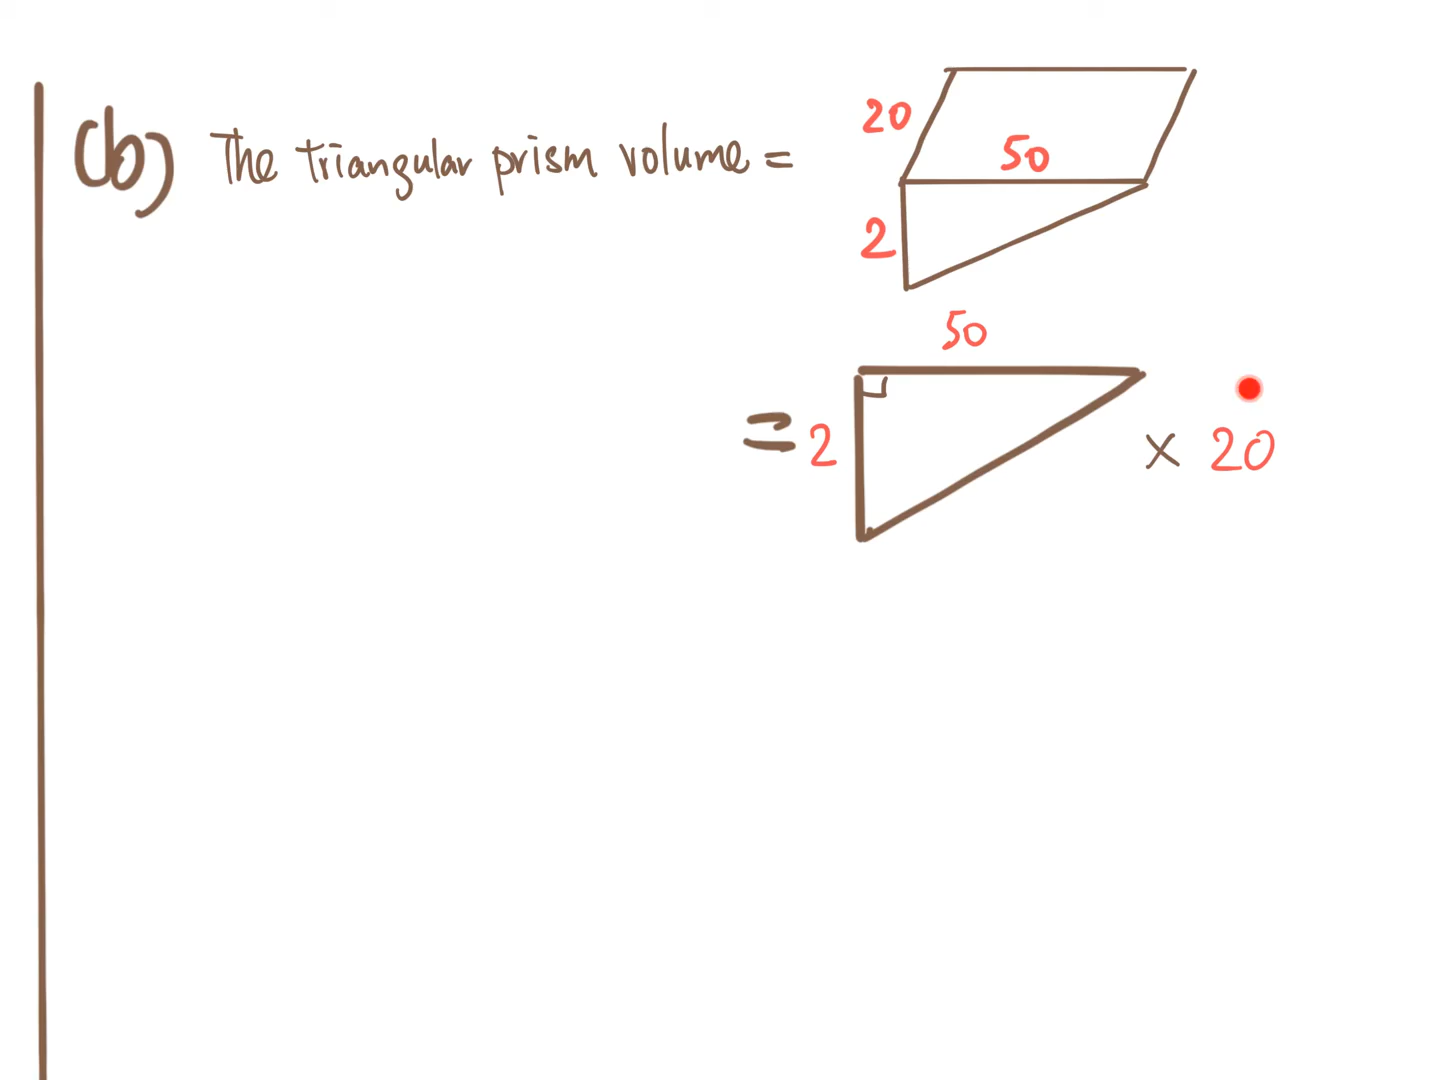 (b) The triangular prism volume =
20
50
2
50
= 2 × 20